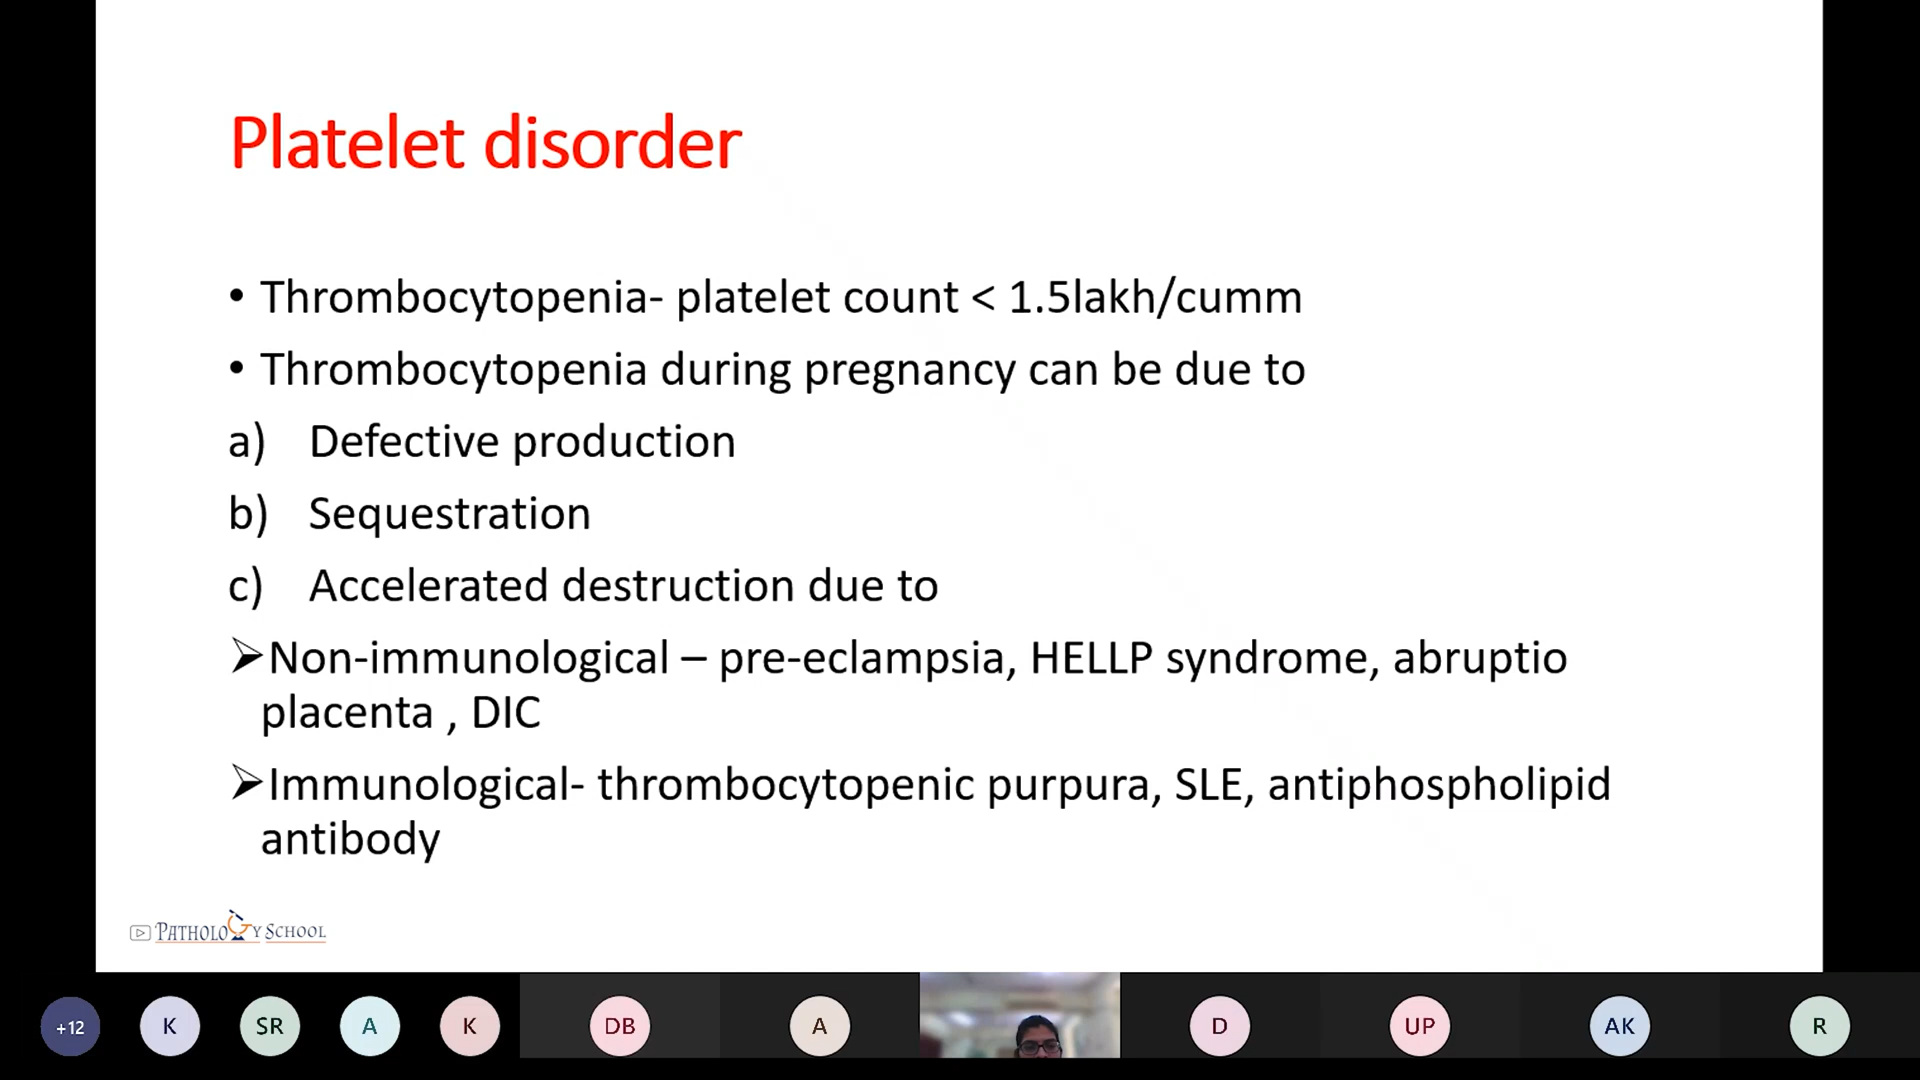 Platelet disorder
• Thrombocytopenia- platelet count < 1.5lakh/cumm
• Thrombocytopenia during pregnancy can be due to
a) Defective production
b) Sequestration
c) Accelerated destruction due to
➢Non-immunological – pre-eclampsia, HELLP syndrome, abruptio
placenta , DIC
➢Immunological- thrombocytopenic purpura, SLE, antiphospholipid
antibody
PATHOLOGY SCHOOL
+12 K SR A K DB A D UP AK R